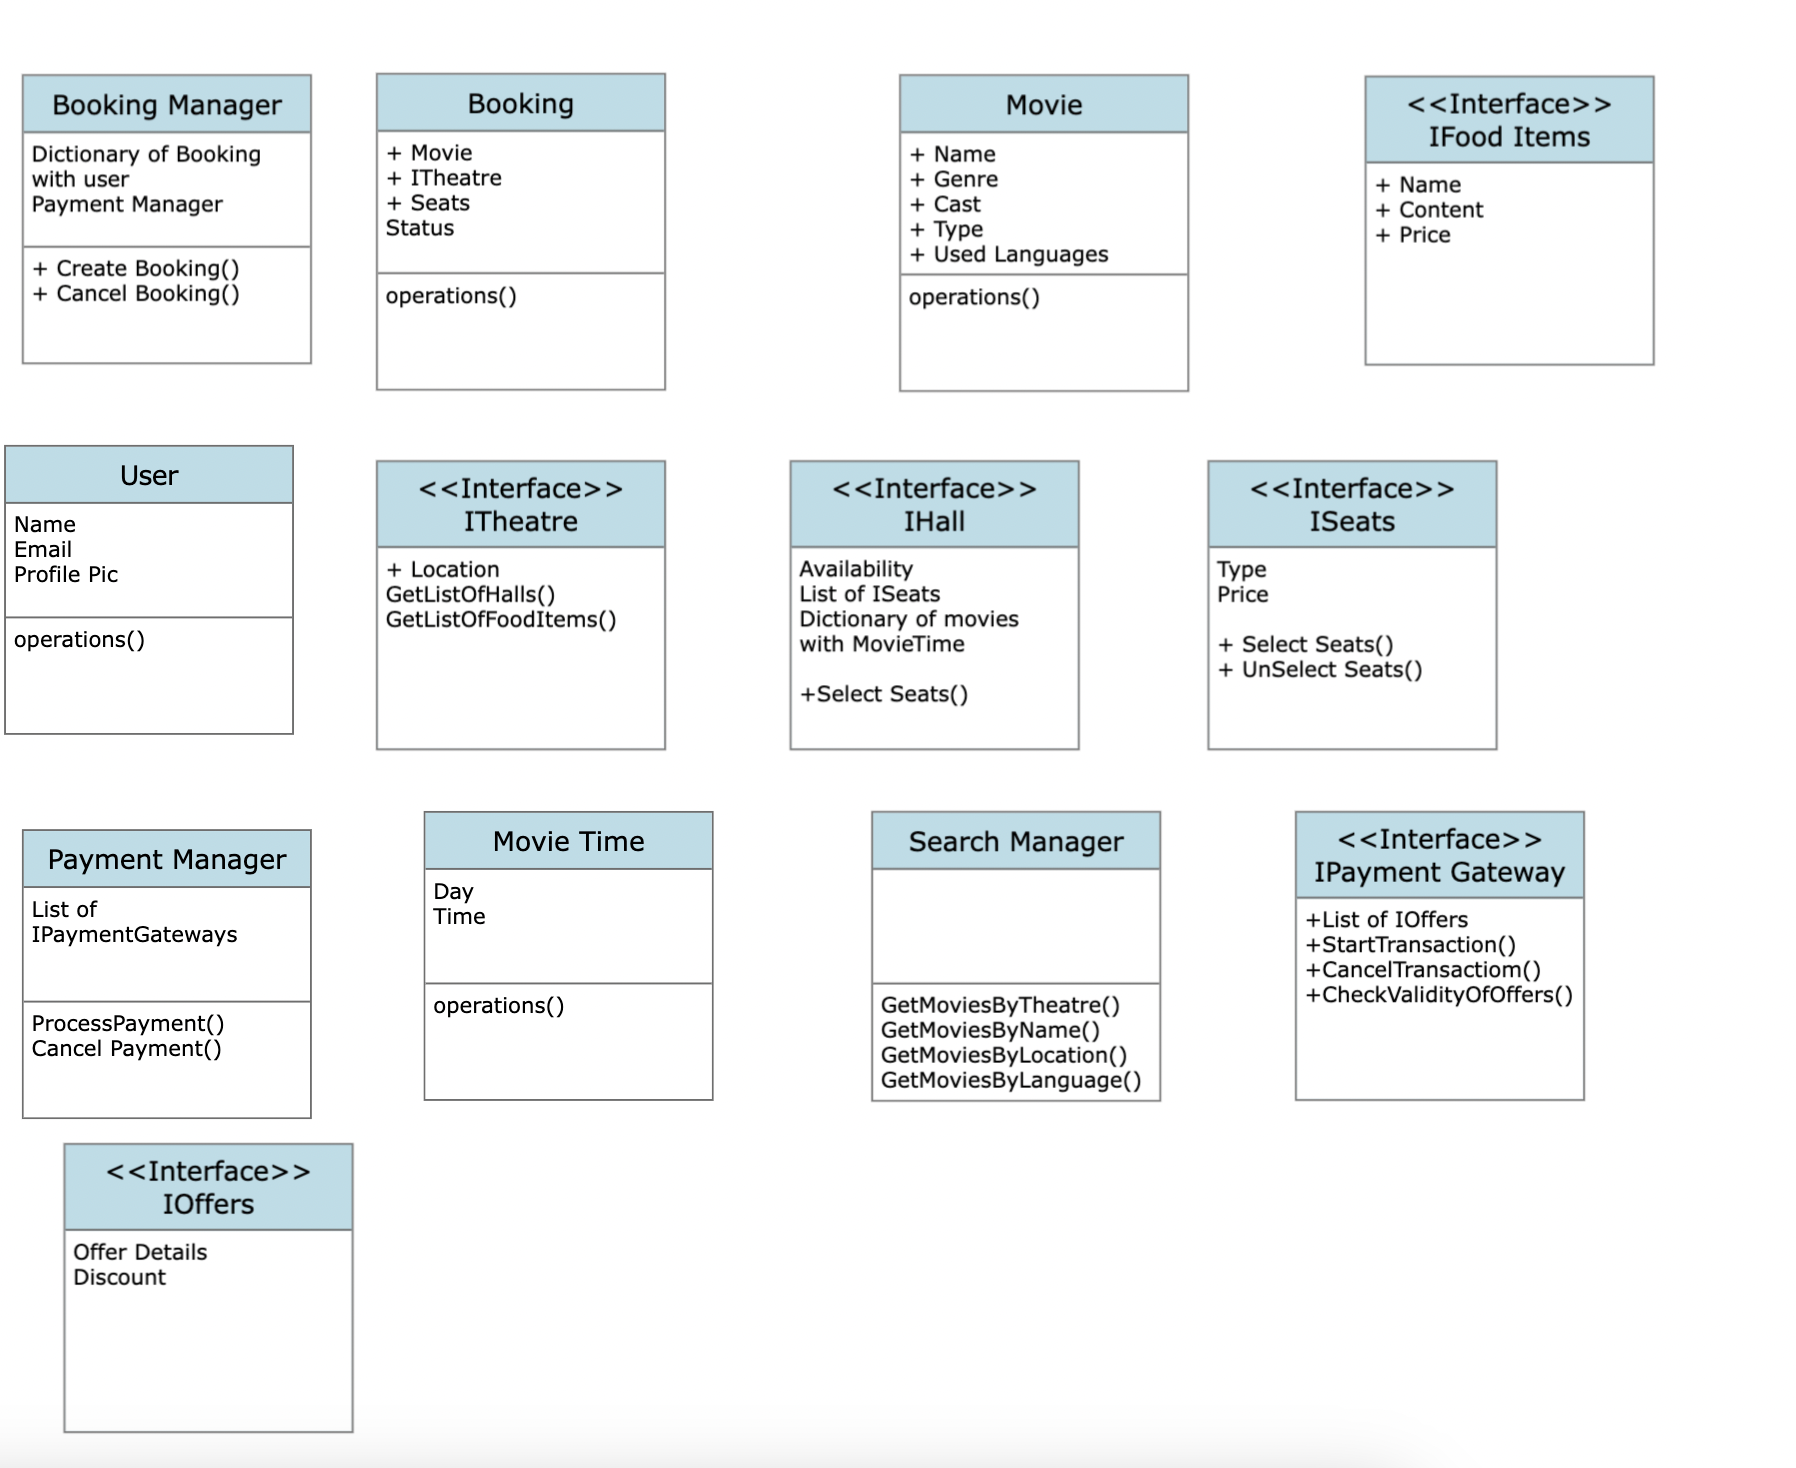 Booking Manager
Dictionary of Booking
with user
Payment Manager
+ Create Booking()
+ Cancel Booking()
Booking
+ Movie
+ ITheatre
+ Seats
Status
operations()
Movie
+ Name
+ Genre
+ Cast
+ Type
+ Used Languages
operations()
<<Interface>>
IFood Items
+ Name
+ Content
+ Price
User
Name
Email
Profile Pic
operations()
<<Interface>>
ITheatre
+ Location
GetListOfHalls()
GetListOfFoodItems()
<<Interface>>
IHall
Availability
List of ISeats
Dictionary of movies
with MovieTime
+Select Seats()
<<Interface>>
ISeats
Type
Price
+ Select Seats()
+ UnSelect Seats()
Payment Manager
List of
IPaymentGateways
ProcessPayment()
Cancel Payment()
Movie Time
Day
Time
operations()
Search Manager
GetMoviesByTheatre()
GetMoviesByName()
GetMoviesByLocation()
GetMoviesByLanguage()
<<Interface>>
IPayment Gateway
+List of IOffers
+StartTransaction()
+CancelTransactiom()
+CheckValidityOfOffers()
<<Interface>>
IOffers
Offer Details
Discount